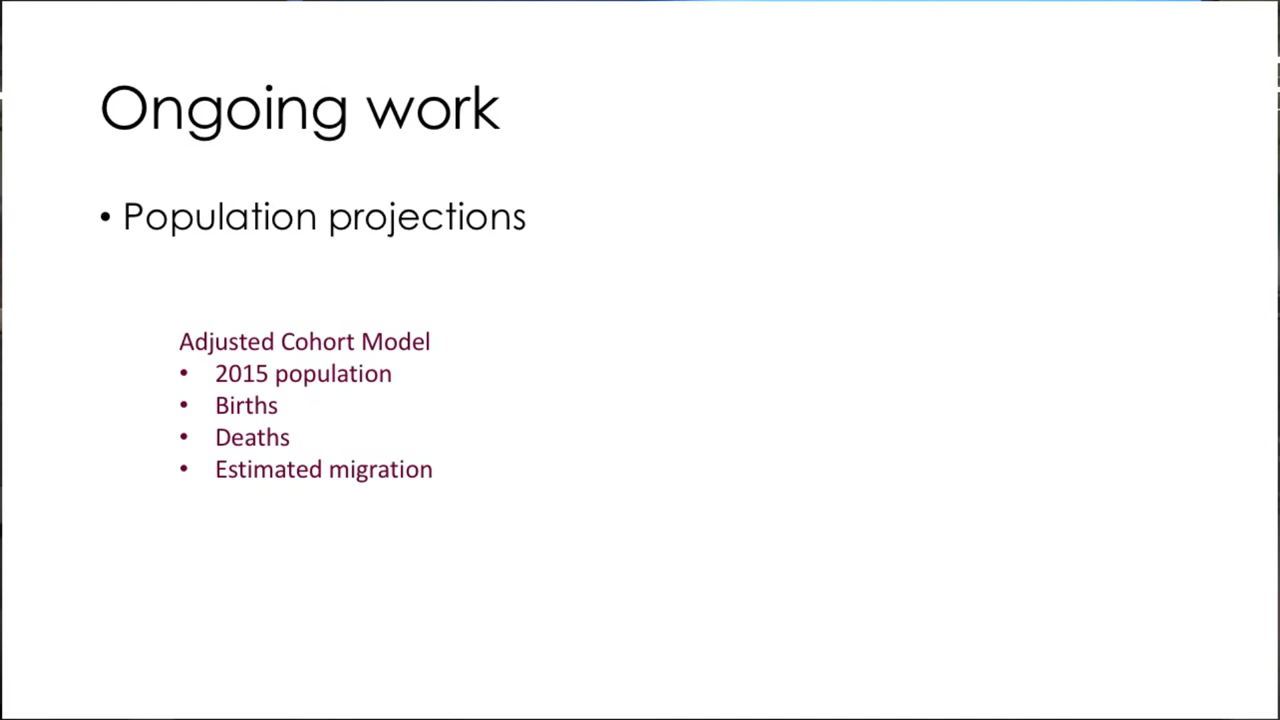 Ongoing work
• Population projections
Adjusted Cohort Model
• 2015 population
• Births
• Deaths
• Estimated migration